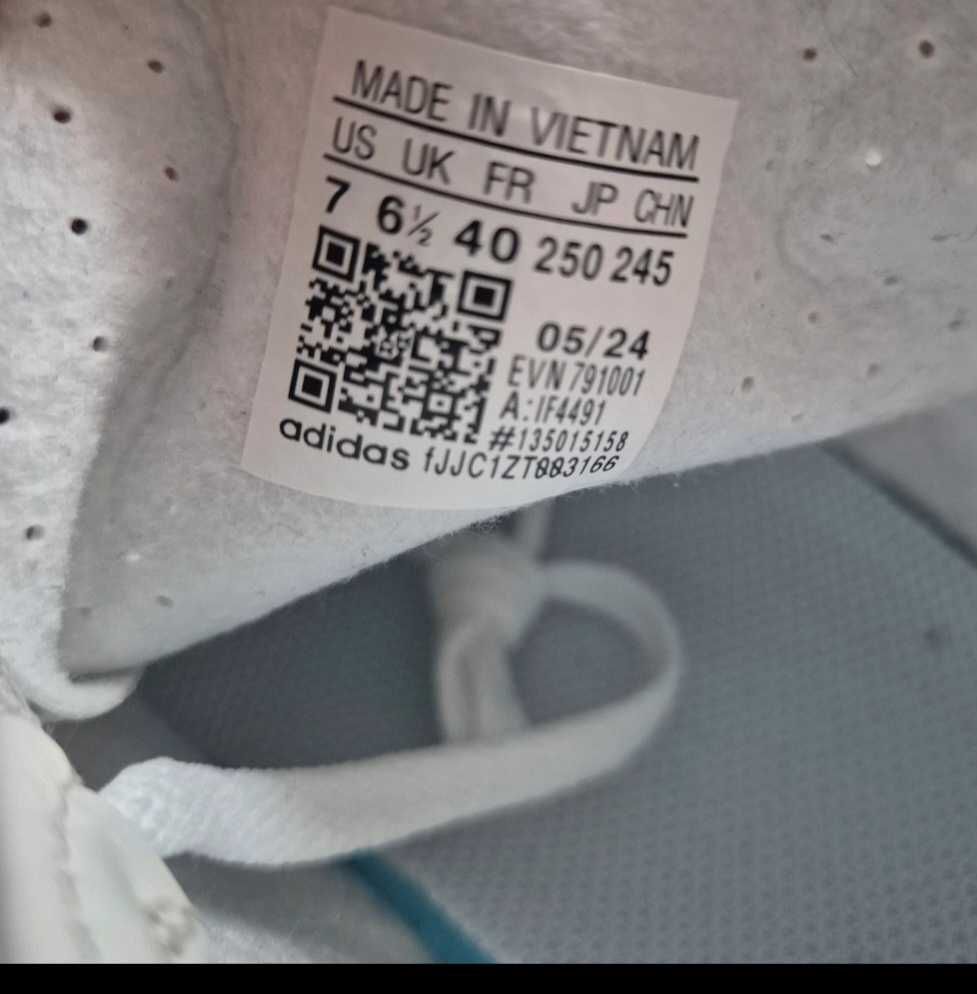 MADE IN VIETNAM
US UK FR JP CHN
7 6½ 40 250 245
05/24
EVN 791001
A:IF4491
#135015158
adidas fJJC1ZT883166